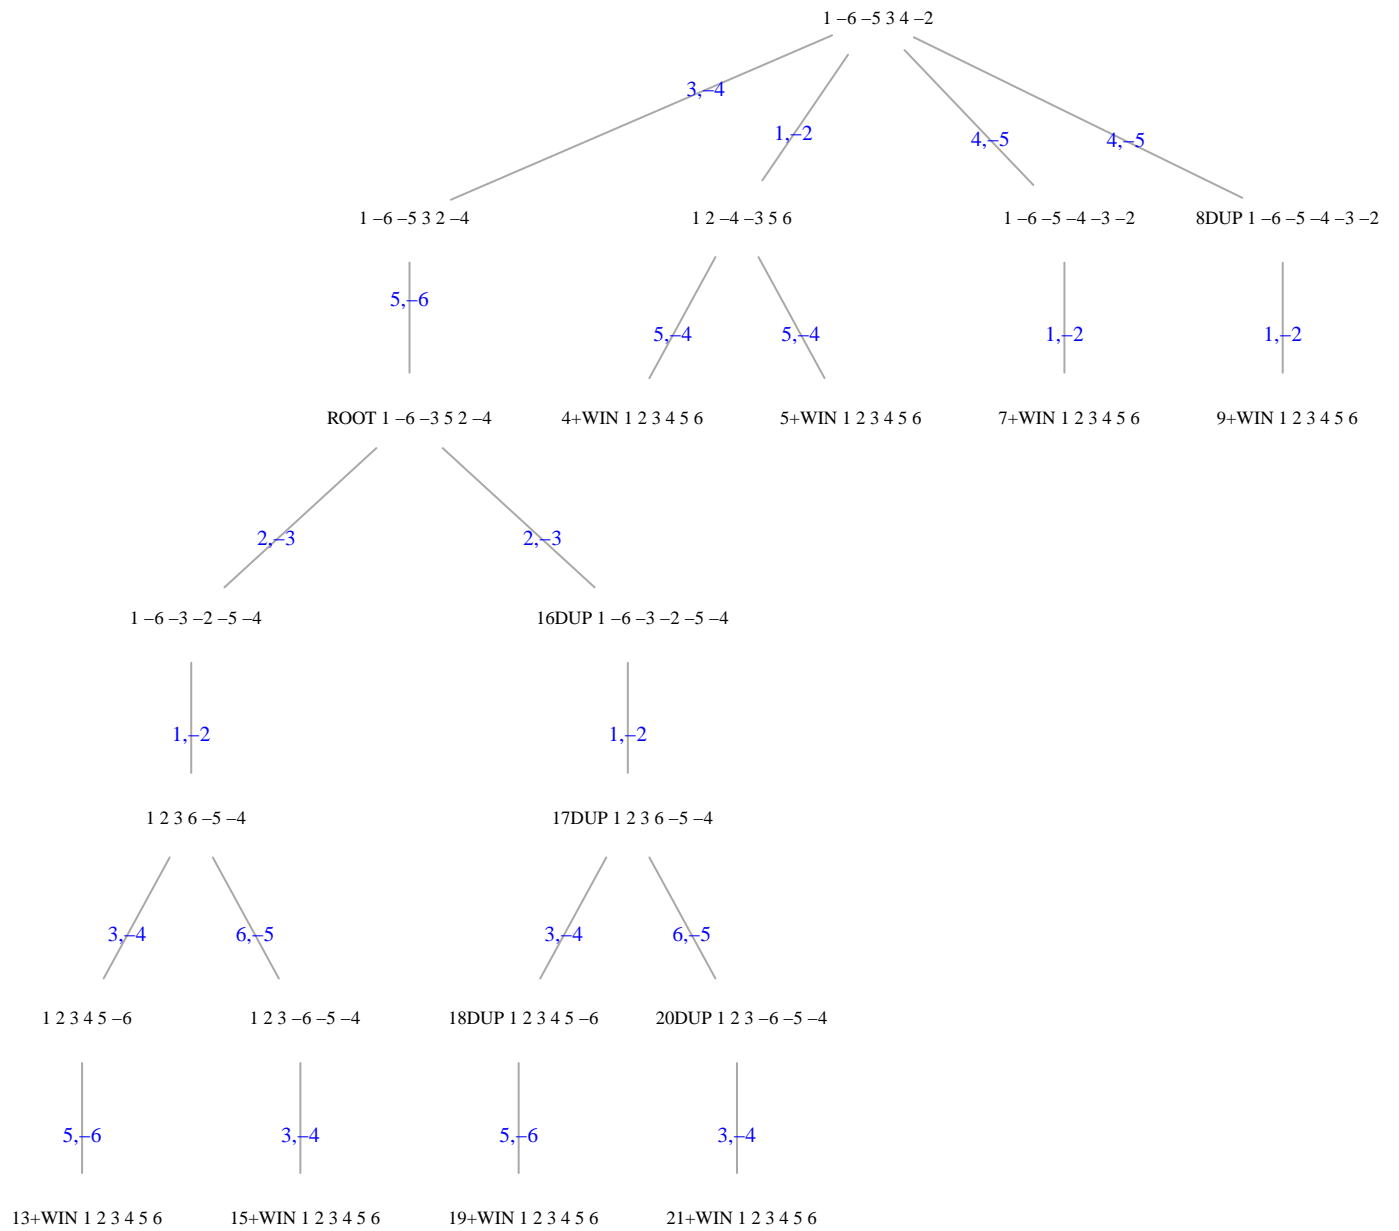 1 –6 –5 3 4 –2
3,–4
1,–2
4,–5
4,–5
1 –6 –5 3 2 –4
1 2 –4 –3 5 6
1 –6 –5 –4 –3 –2
8DUP 1 –6 –5 –4 –3 –2
5,–6
5,–4
5,–4
1,–2
1,–2
ROOT 1 –6 –3 5 2 –4
4+WIN 1 2 3 4 5 6
5+WIN 1 2 3 4 5 6
7+WIN 1 2 3 4 5 6
9+WIN 1 2 3 4 5 6
2,–3
2,–3
1 –6 –3 –2 –5 –4
16DUP 1 –6 –3 –2 –5 –4
1,–2
1,–2
1 2 3 6 –5 –4
17DUP 1 2 3 6 –5 –4
3,–4
6,–5
3,–4
6,–5
1 2 3 4 5 –6
1 2 3 –6 –5 –4
18DUP 1 2 3 4 5 –6
20DUP 1 2 3 –6 –5 –4
5,–6
3,–4
5,–6
3,–4
13+WIN 1 2 3 4 5 6
15+WIN 1 2 3 4 5 6
19+WIN 1 2 3 4 5 6
21+WIN 1 2 3 4 5 6